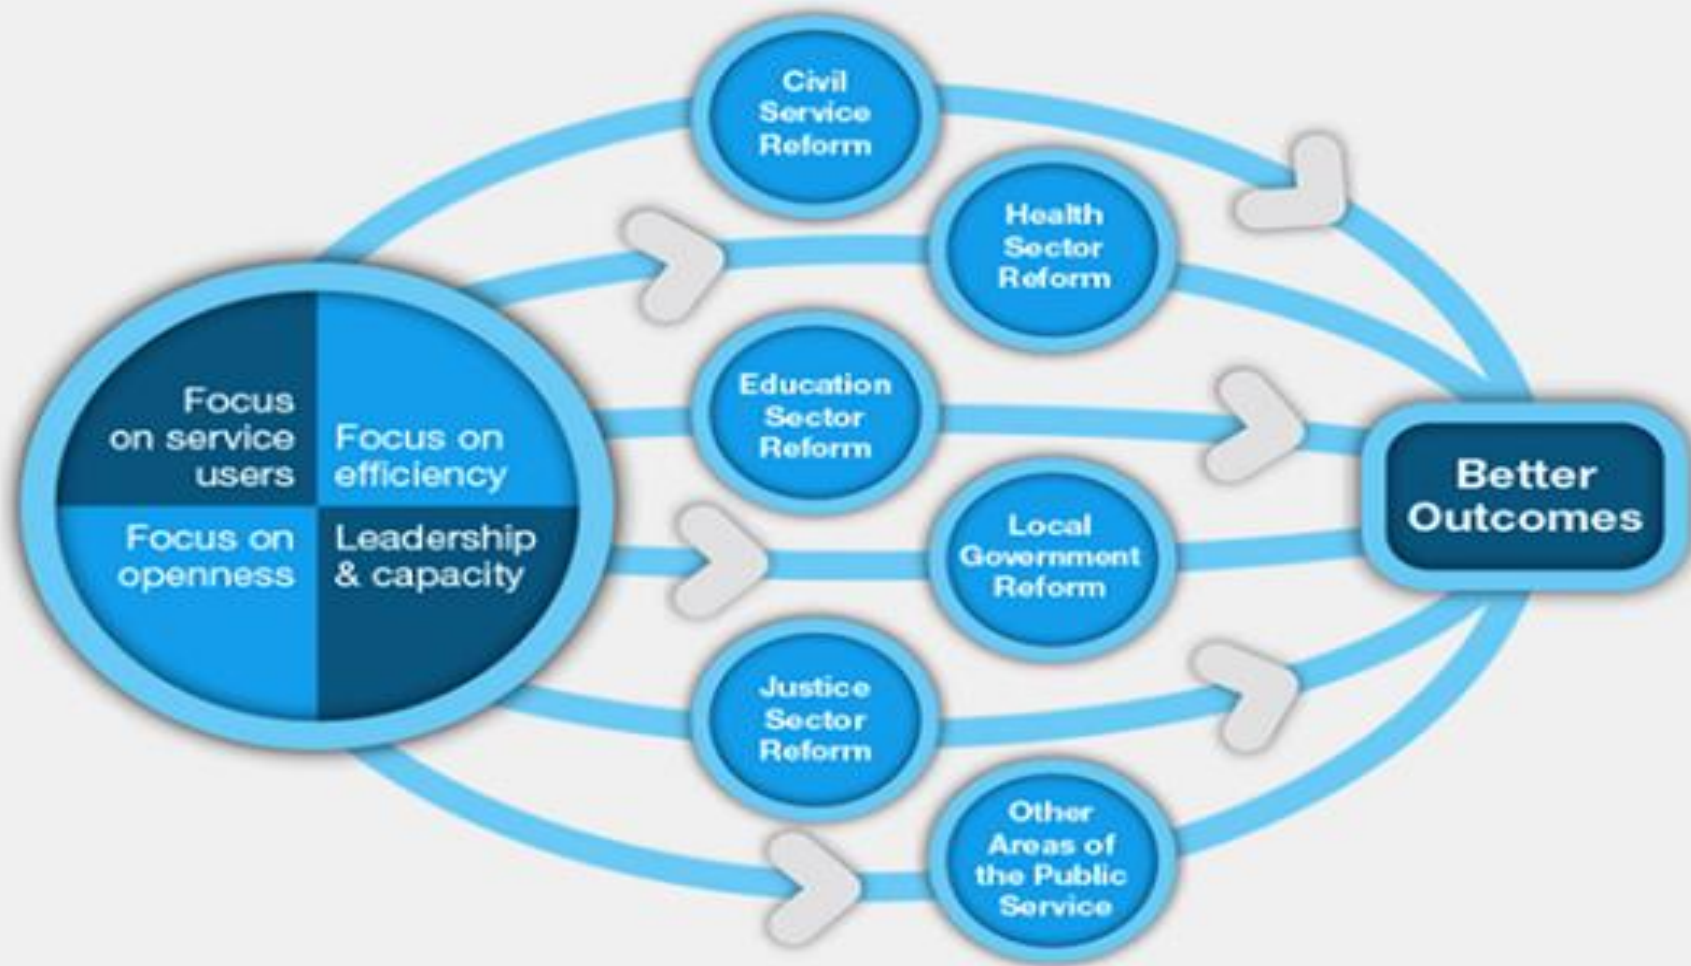 Civil
Service
Reform
Health
Sector
Reform
Focus
on service
users
Focus on
efficiency
Focus on
openness
Leadership
& capacity
Education
Sector
Reform
Local
Government
Reform
Justice
Sector
Reform
Other
Areas of
the Public
Service
Better
Outcomes